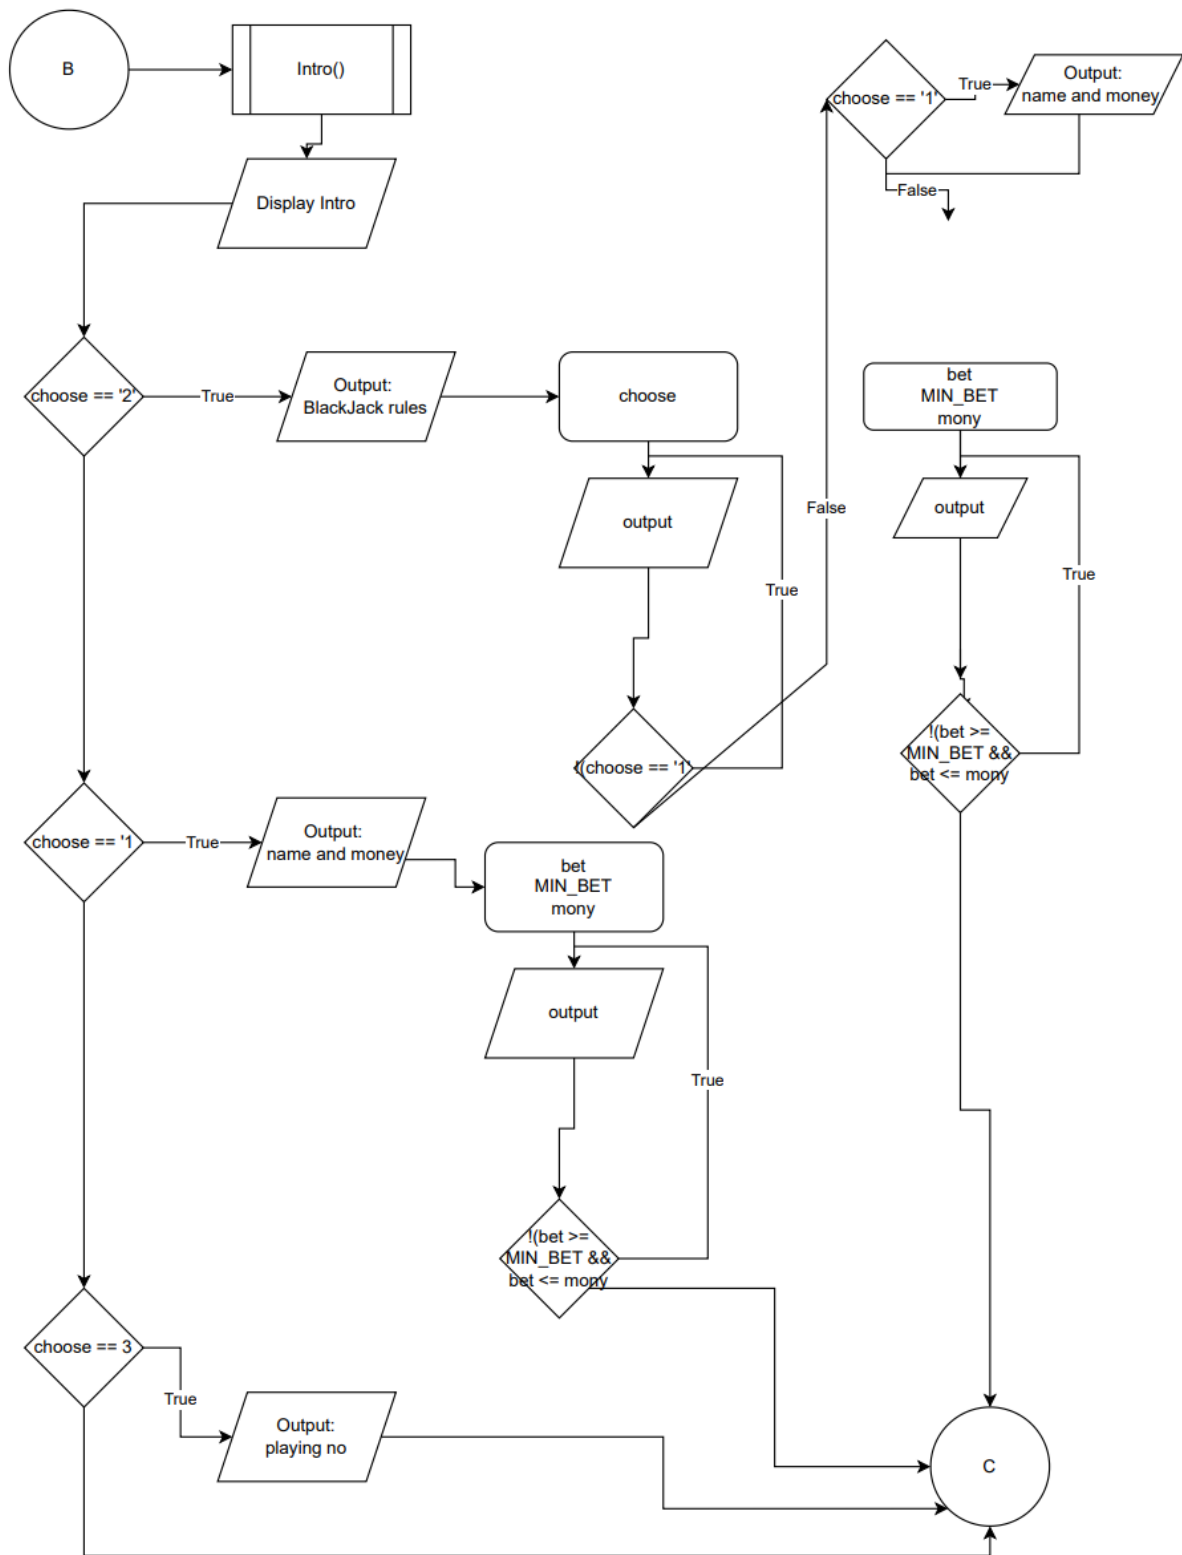 B
Intro()
choose == '1'
True
Output:
name and money
False
Display Intro
choose == '2'
True
Output:
BlackJack rules
choose
bet
MIN_BET
mony
output
False
output
True
True
!(bet >=
MIN_BET &&
bet <= mony
!(choose == '1'
choose == '1
True
Output:
name and money
bet
MIN_BET
mony
output
True
!(bet >=
MIN_BET &&
bet <= mony
choose == 3
True
Output:
playing no
C